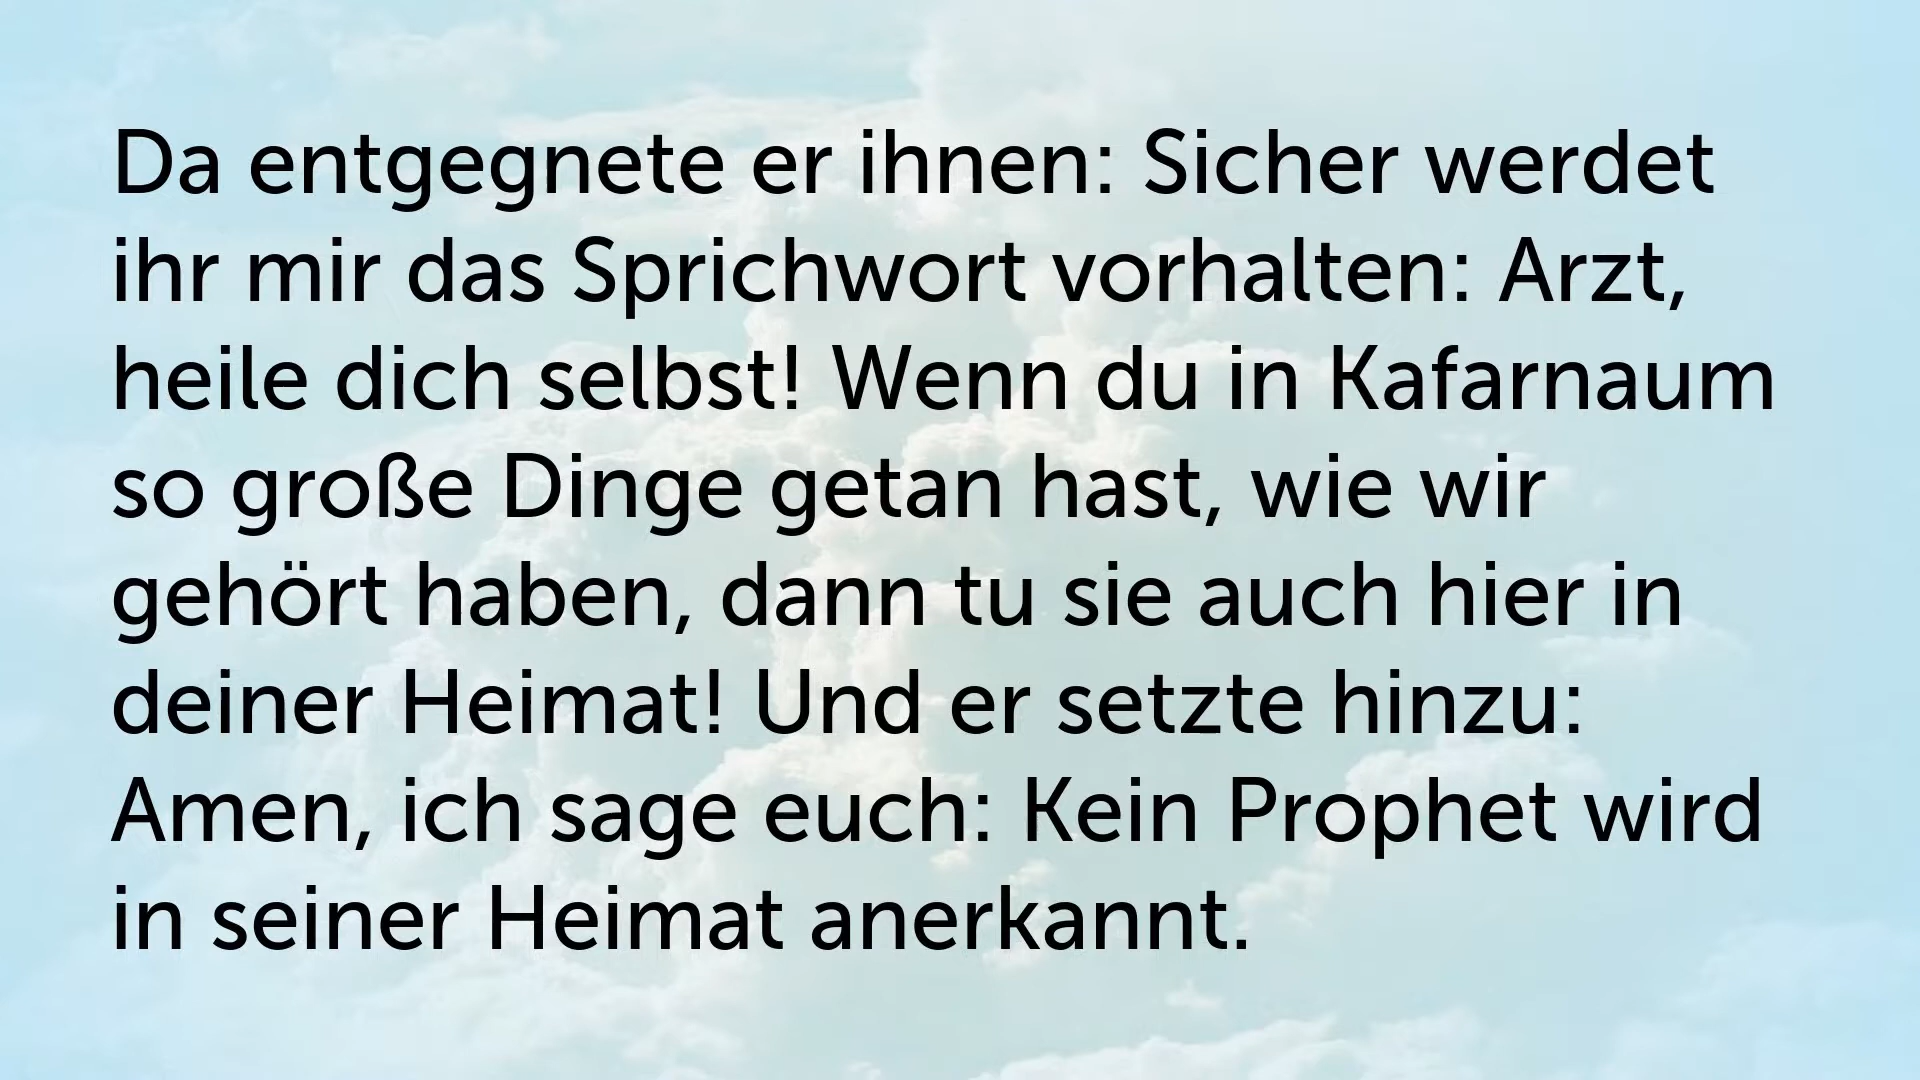 Da entgegnete er ihnen: Sicher werdet
ihr mir das Sprichwort vorhalten: Arzt,
heile dich selbst! Wenn du in Kafarnaum
so große Dinge getan hast, wie wir
gehört haben, dann tu sie auch hier in
deiner Heimat! Und er setzte hinzu:
Amen, ich sage euch: Kein Prophet wird
in seiner Heimat anerkannt.